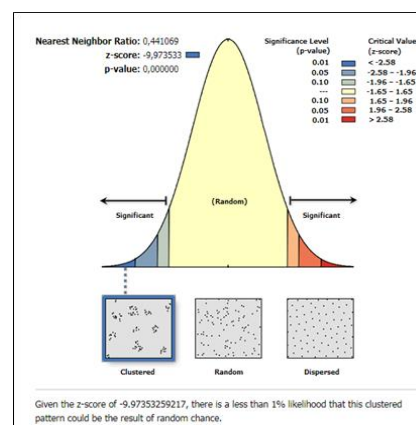 Nearest Neighbor Ratio: 0,441069
z-score: -9,973533
p-value: 0,000000
Significance Level
(p-value)
Critical Value
(z-score)
0.01 < -2.58
0.05 -2.58 – -1.96
0.10 -1.96 – -1.65
--- -1.65 – 1.65
0.10 1.65 – 1.96
0.05 1.96 – 2.58
0.01 > 2.58
(Random)
Significant Significant
Clustered Random Dispersed
Given the z-score of -9.97353259217, there is a less than 1% likelihood that this clustered
pattern could be the result of random chance.